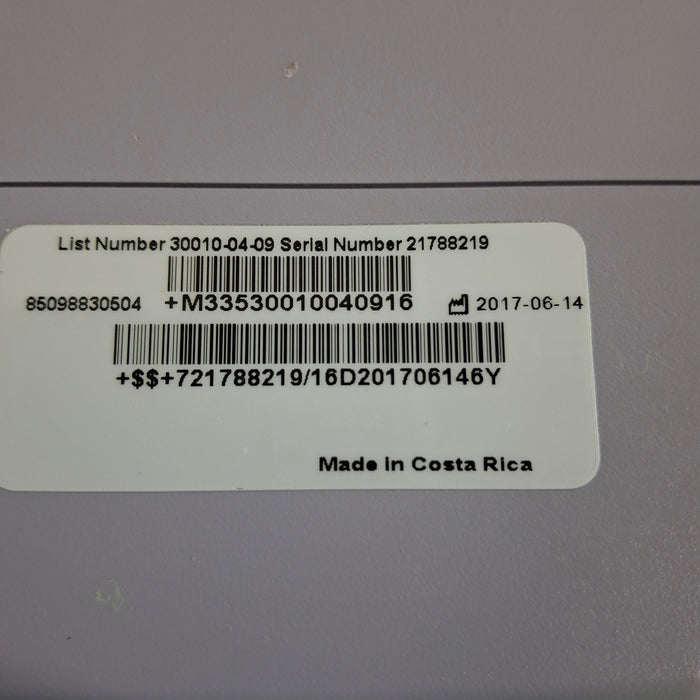 List Number 30010-04-09 Serial Number 21788219
85098830504 +M33530010040916 2017-06-14
+$$+721788219/16D201706146Y
Made in Costa Rica